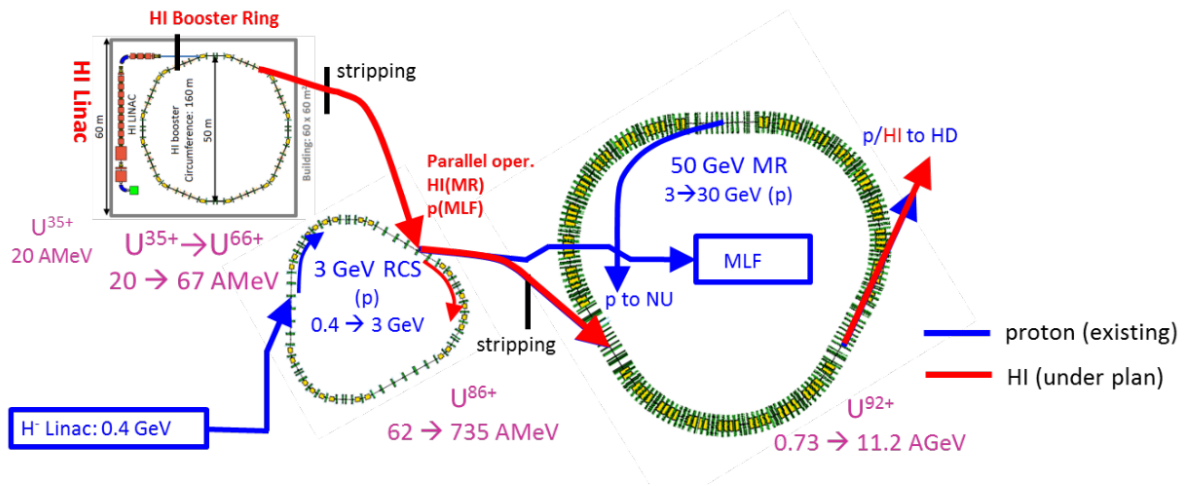 HI Booster Ring
HI Linac
60 m
HI LINAC
HI booster
Circumference: 160 m
50 m
Building: 60 x 60 m²
stripping
Parallel oper.
HI(MR)
p(MLF)
U³⁵⁺
20 AMeV
U³⁵⁺→U⁶⁶⁺
20 → 67 AMeV
3 GeV RCS
(p)
0.4 → 3 GeV
H⁻ Linac: 0.4 GeV
stripping
U⁸⁶⁺
62 → 735 AMeV
50 GeV MR
3→30 GeV (p)
p/HI to HD
MLF
p to NU
proton (existing)
HI (under plan)
U⁹²⁺
0.73 → 11.2 AGeV